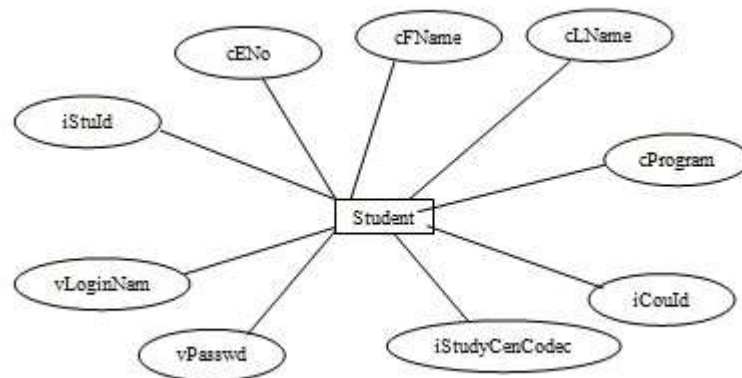 cFName
cLName
cENo
iStuId
cProgram
Student
vLoginNam
iCouId
iStudyCenCodec
vPasswd